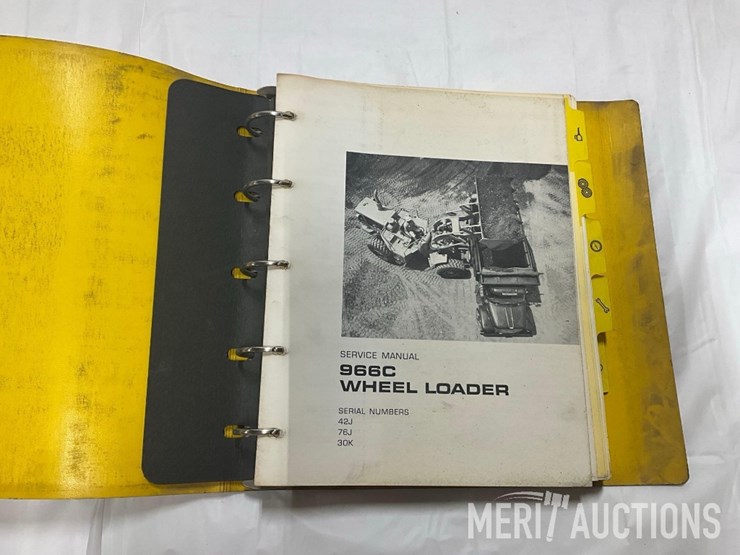 SERVICE MANUAL
966C
WHEEL LOADER
SERIAL NUMBERS
42J
76J
30K
MERIT AUCTIONS